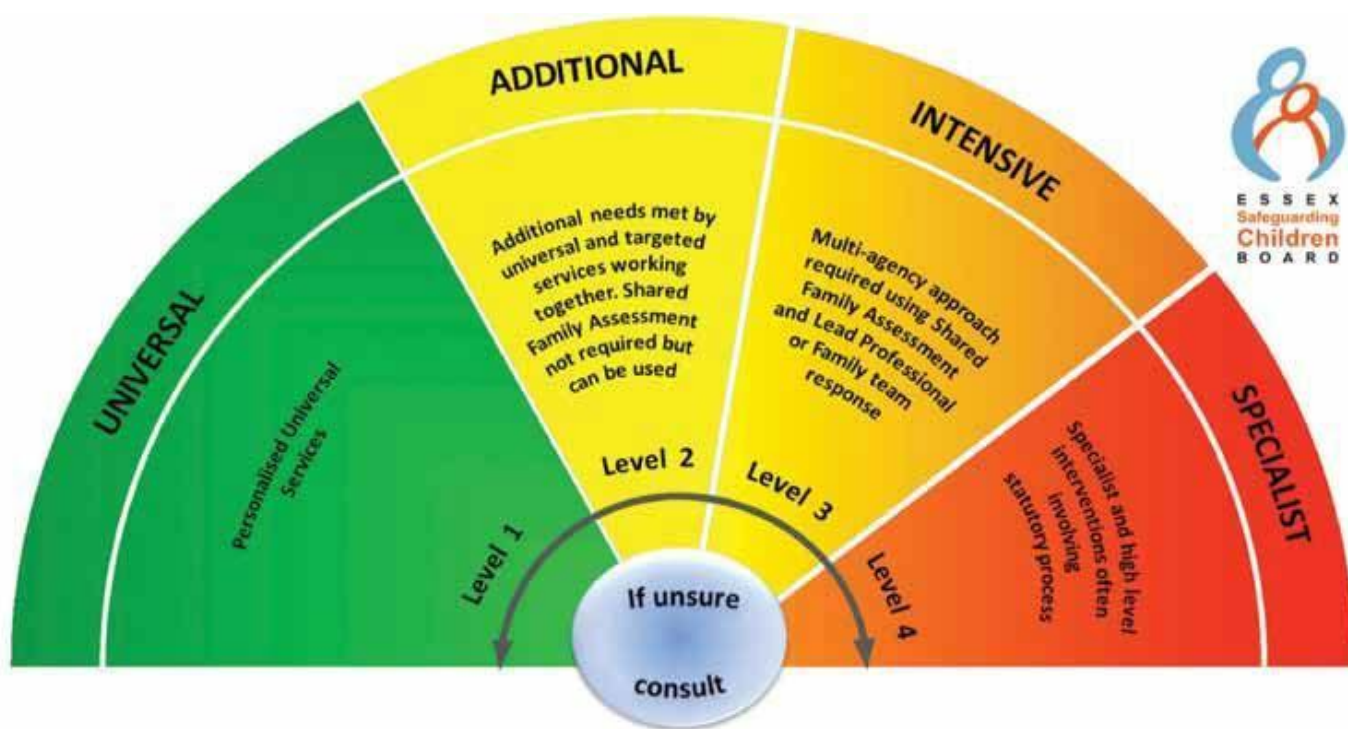 UNIVERSAL
Personalised Universal
Services
Level 1
ADDITIONAL
Additional needs met by
universal and targeted
services working
together. Shared
Family Assessment
not required but
can be used
Level 2
INTENSIVE
Multi-agency approach
required using Shared
Family Assessment
and Lead Professional
or Family team
response
Level 3
SPECIALIST
Specialist and high level
interventions often
involving
statutory process
Level 4
If unsure
consult
ESSEX
Safeguarding
Children
BOARD